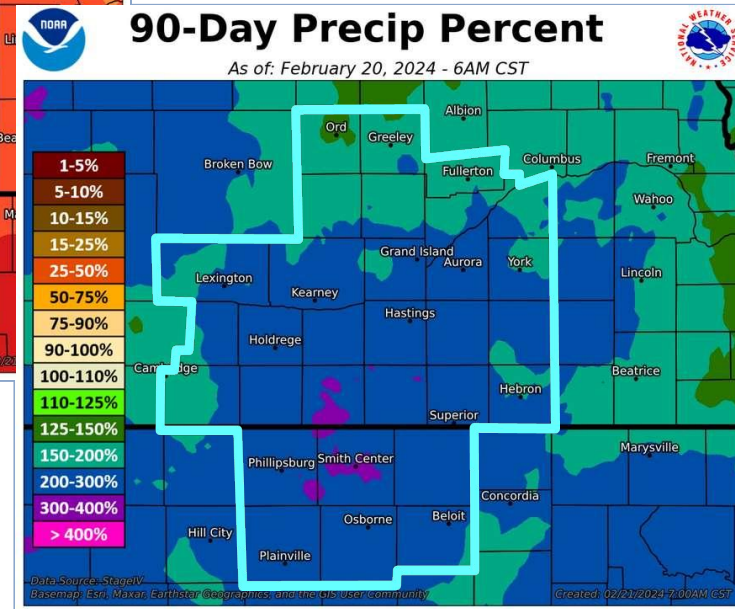 90-Day Precip Percent
As of: February 20, 2024 - 6AM CST
NOAA
NATIONAL WEATHER
1-5%
5-10%
10-15%
15-25%
25-50%
50-75%
75-90%
90-100%
100-110%
110-125%
125-150%
150-200%
200-300%
300-400%
> 400%
Albion
Ord
Greeley
Broken Bow
Fullerton
Columbus
Fremont
Wahoo
Grand Island
Aurora
York
Lexington
Lincoln
Kearney
Hastings
Holdrege
Cambridge
Beatrice
Hebron
Superior
Marysville
Phillipsburg
Smith Center
Concordia
Osborne
Beloit
Hill City
Plainville
Data Source: StageIV
Basemap: Esri, Maxar, Earthstar Geographics, and the GIS User Community
Created: 02/21/2024 7:00AM CST